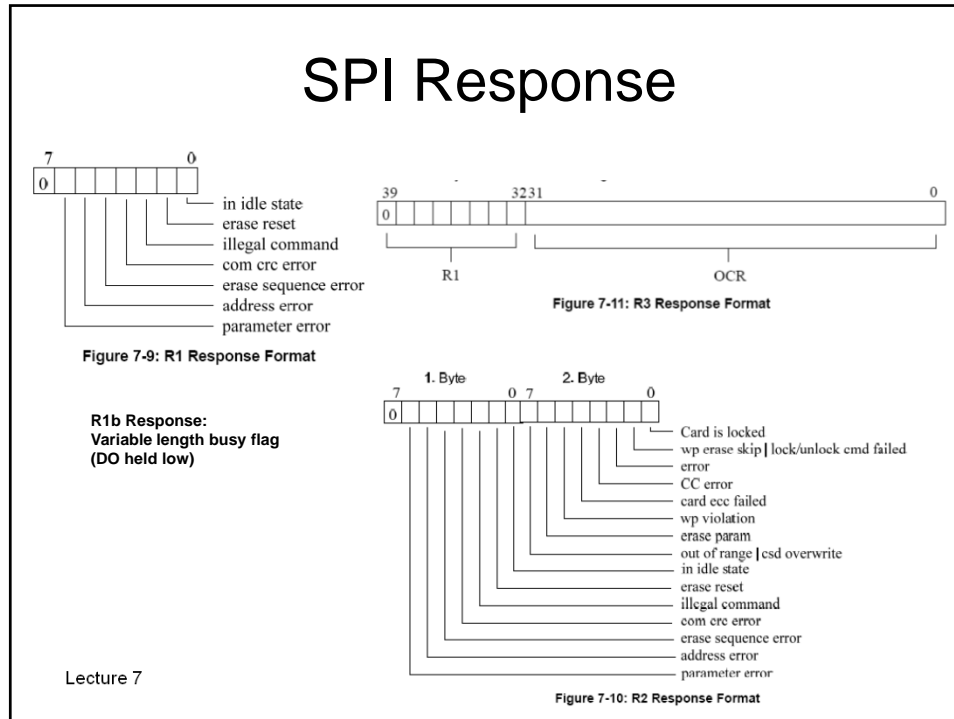 SPI Response
7 0
0
in idle state
erase reset
illegal command
com crc error
erase sequence error
address error
parameter error
Figure 7-9: R1 Response Format
39 3231 0
0
R1 OCR
Figure 7-11: R3 Response Format
R1b Response:
Variable length busy flag
(DO held low)
1. Byte 2. Byte
7 0 7 0
0
Card is locked
wp erase skip | lock/unlock cmd failed
error
CC error
card ecc failed
wp violation
erase param
out of range | csd overwrite
in idle state
erase reset
illegal command
com crc error
erase sequence error
address error
parameter error
Figure 7-10: R2 Response Format
Lecture 7